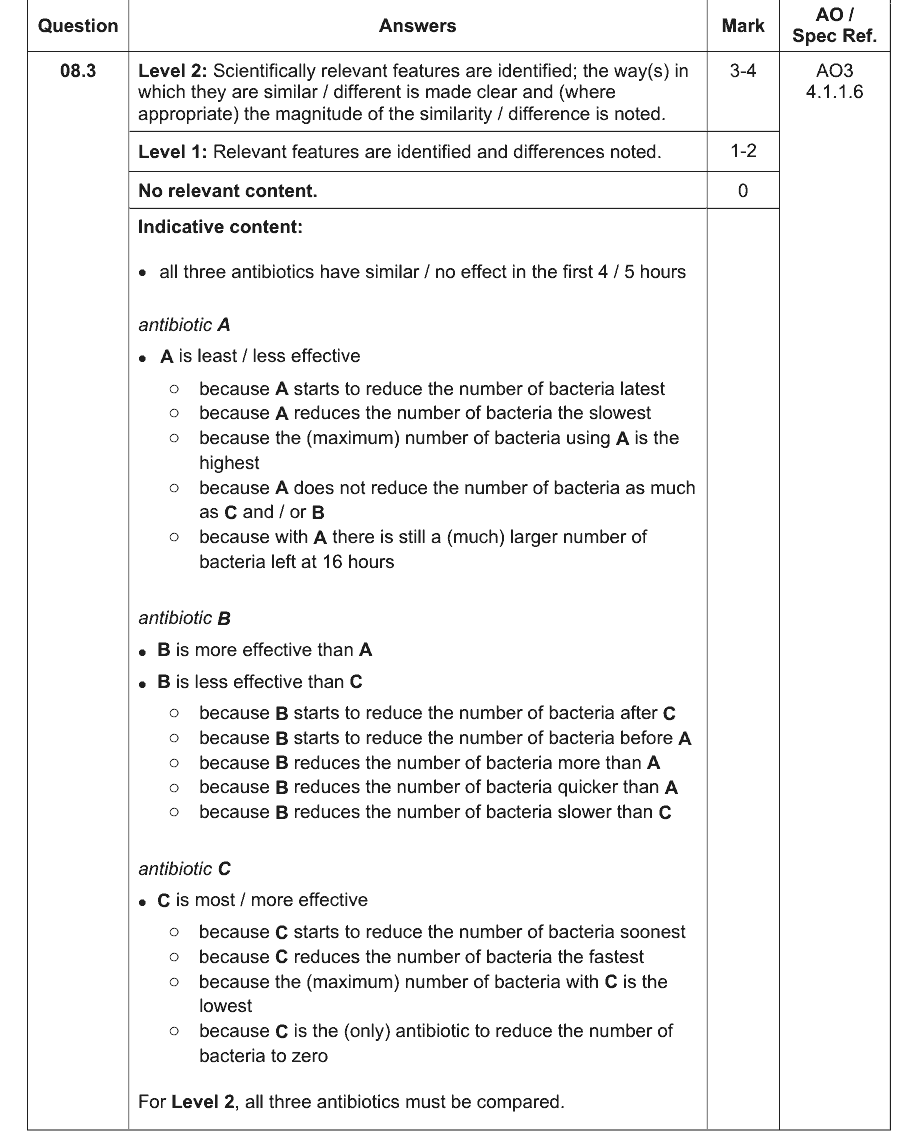 Question Answers Mark AO /
Spec Ref.
08.3 Level 2: Scientifically relevant features are identified; the way(s) in 3-4 AO3
which they are similar / different is made clear and (where 4.1.1.6
appropriate) the magnitude of the similarity / difference is noted.
Level 1: Relevant features are identified and differences noted. 1-2
No relevant content. 0
Indicative content:
• all three antibiotics have similar / no effect in the first 4 / 5 hours
antibiotic A
• A is least / less effective
○ because A starts to reduce the number of bacteria latest
○ because A reduces the number of bacteria the slowest
○ because the (maximum) number of bacteria using A is the
highest
○ because A does not reduce the number of bacteria as much
as C and / or B
○ because with A there is still a (much) larger number of
bacteria left at 16 hours
antibiotic B
• B is more effective than A
• B is less effective than C
○ because B starts to reduce the number of bacteria after C
○ because B starts to reduce the number of bacteria before A
○ because B reduces the number of bacteria more than A
○ because B reduces the number of bacteria quicker than A
○ because B reduces the number of bacteria slower than C
antibiotic C
• C is most / more effective
○ because C starts to reduce the number of bacteria soonest
○ because C reduces the number of bacteria the fastest
○ because the (maximum) number of bacteria with C is the
lowest
○ because C is the (only) antibiotic to reduce the number of
bacteria to zero
For Level 2, all three antibiotics must be compared.